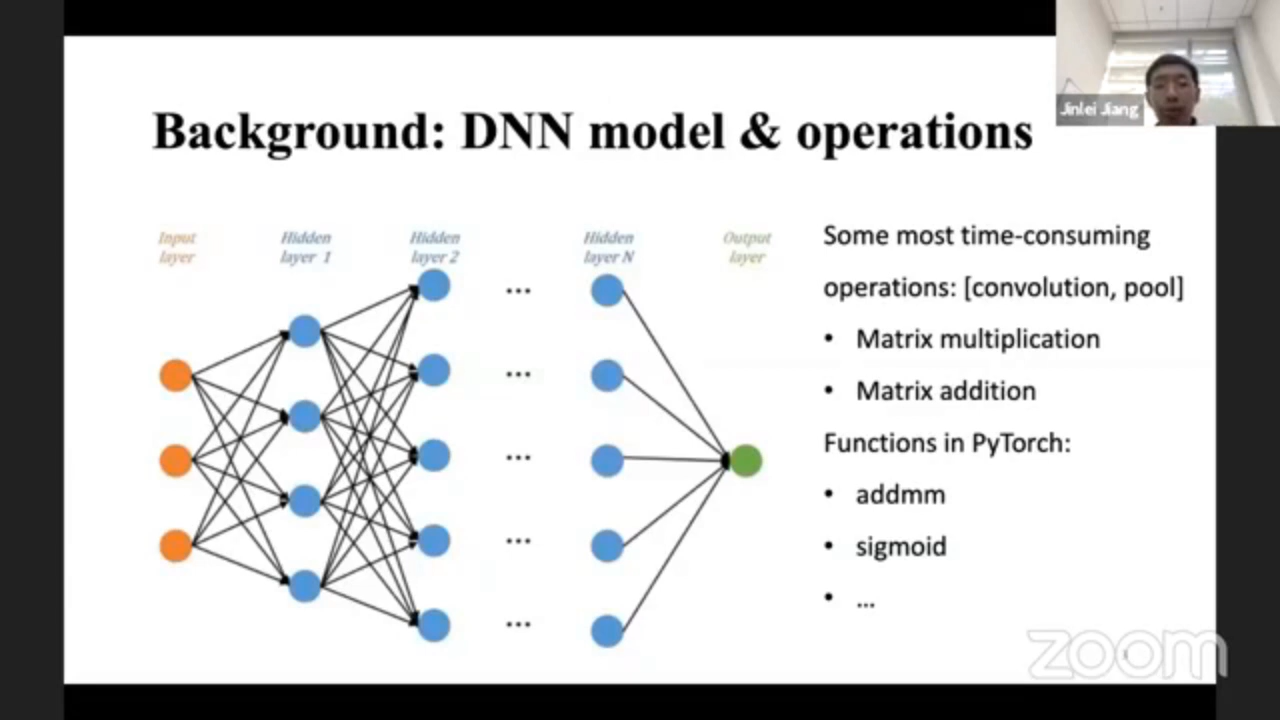 Jinlei Jiang
Background: DNN model & operations
Input
layer
Hidden
layer 1
Hidden
layer 2
Hidden
layer N
Output
layer
...
...
...
...
...
Some most time-consuming
operations: [convolution, pool]
• Matrix multiplication
• Matrix addition
Functions in PyTorch:
• addmm
• sigmoid
• ...
zoom